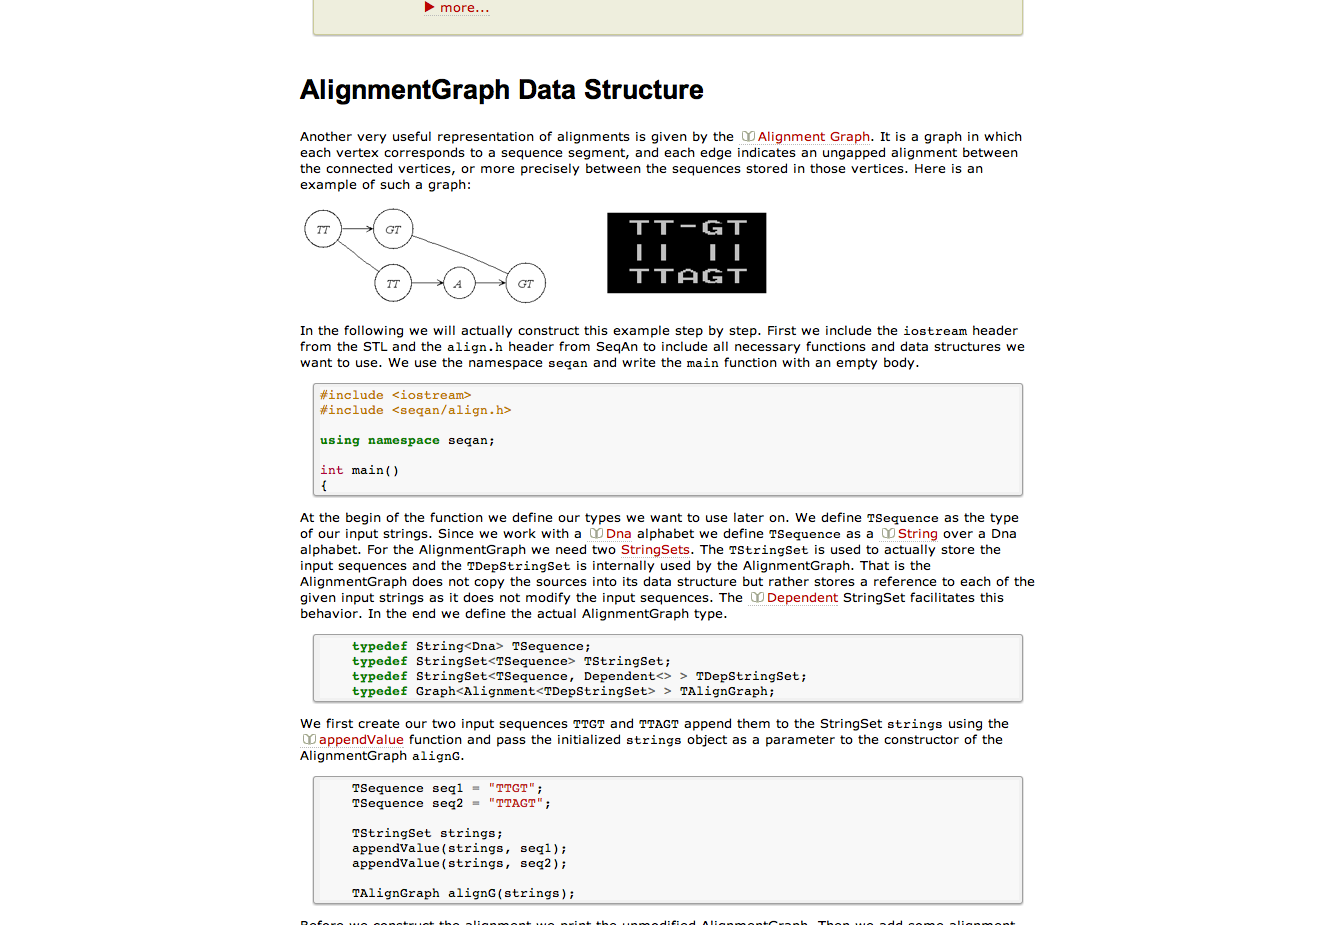 ▶ more...
AlignmentGraph Data Structure
Another very useful representation of alignments is given by the Alignment Graph. It is a graph in which
each vertex corresponds to a sequence segment, and each edge indicates an ungapped alignment between
the connected vertices, or more precisely between the sequences stored in those vertices. Here is an
example of such a graph:
TT
GT
TT
A
GT
TT-GT
|| ||
TTAGT
In the following we will actually construct this example step by step. First we include the iostream header
from the STL and the align.h header from SeqAn to include all necessary functions and data structures we
want to use. We use the namespace seqan and write the main function with an empty body.
#include <iostream>
#include <seqan/align.h>
using namespace seqan;
int main()
{
At the begin of the function we define our types we want to use later on. We define TSequence as the type
of our input strings. Since we work with a Dna alphabet we define TSequence as a String over a Dna
alphabet. For the AlignmentGraph we need two StringSets. The TStringSet is used to actually store the
input sequences and the TDepStringSet is internally used by the AlignmentGraph. That is the
AlignmentGraph does not copy the sources into its data structure but rather stores a reference to each of the
given input strings as it does not modify the input sequences. The Dependent StringSet facilitates this
behavior. In the end we define the actual AlignmentGraph type.
typedef String<Dna> TSequence;
typedef StringSet<TSequence> TStringSet;
typedef StringSet<TSequence, Dependent<> > TDepStringSet;
typedef Graph<Alignment<TDepStringSet> > TAlignGraph;
We first create our two input sequences TTGT and TTAGT append them to the StringSet strings using the
appendValue function and pass the initialized strings object as a parameter to the constructor of the
AlignmentGraph alignG.
TSequence seq1 = "TTGT";
TSequence seq2 = "TTAGT";
TStringSet strings;
appendValue(strings, seq1);
appendValue(strings, seq2);
TAlignGraph alignG(strings);
Before we construct the alignment we print the unmodified AlignmentGraph. Then we add some alignment